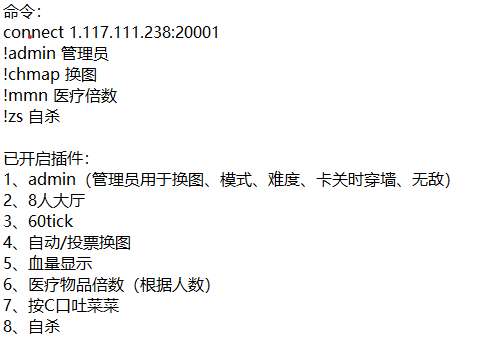 命令：
connect 1.117.111.238:20001
!admin 管理员
!chmap 换图
!mmn 医疗倍数
!zs 自杀
已开启插件：
1、admin（管理员用于换图、模式、难度、卡关时穿墙、无敌）
2、8人大厅
3、60tick
4、自动/投票换图
5、血量显示
6、医疗物品倍数（根据人数）
7、按C口吐菜菜
8、自杀